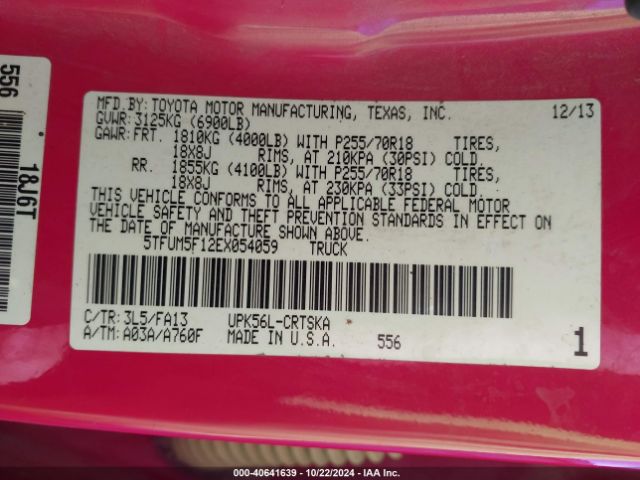 556
18J6T
MFD.BY: TOYOTA MOTOR MANUFACTURING, TEXAS, INC. 12/13
GVWR: 3125KG (6900LB)
GAWR: FRT. 1810KG (4000LB) WITH P255/70R18 TIRES,
18X8J RIMS, AT 210KPA (30PSI) COLD.
RR. 1855KG (4100LB) WITH P255/70R18 TIRES,
18X8J RIMS, AT 230KPA (33PSI) COLD.
THIS VEHICLE CONFORMS TO ALL APPLICABLE FEDERAL MOTOR
VEHICLE SAFETY AND THEFT PREVENTION STANDARDS IN EFFECT ON
THE DATE OF MANUFACTURE SHOWN ABOVE.
5TFUM5F12EX054059 TRUCK
C/TR: 3L5/FA13 UPK56L-CRTSKA
A/TM: A03A/A760F MADE IN U.S.A. 556 1
000-40641639 - 10/22/2024 - IAAI.com